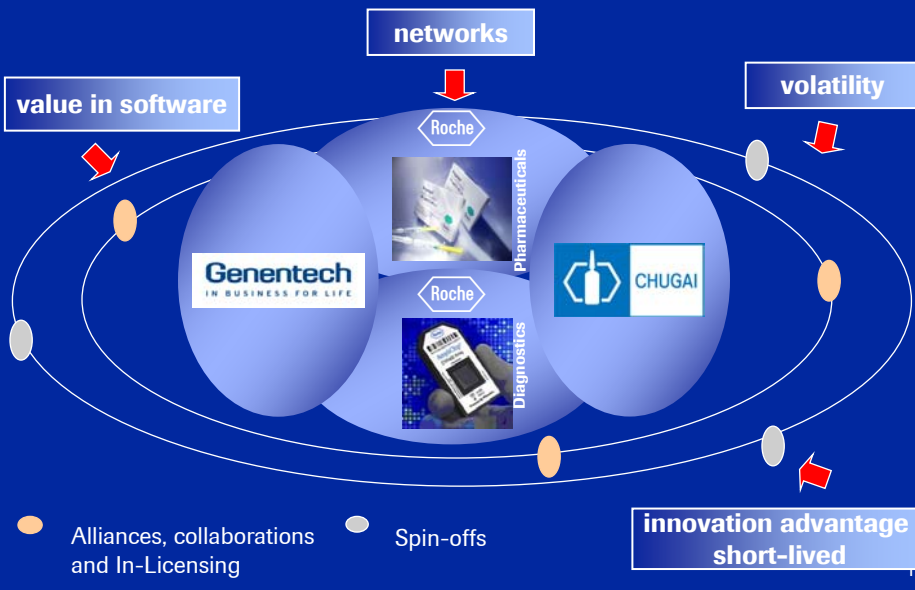 networks
value in software
volatility
Roche
Pharmaceuticals
Genentech
IN BUSINESS FOR LIFE
CHUGAI
Roche
Diagnostics
innovation advantage
short-lived
Alliances, collaborations
and In-Licensing
Spin-offs